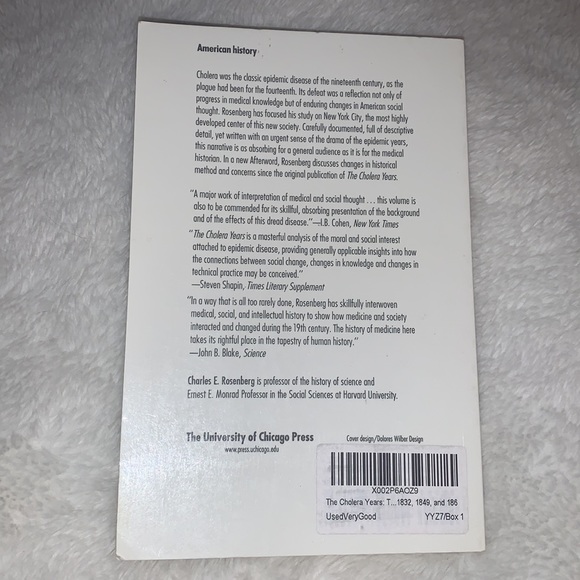 American history
Cholera was the classic epidemic disease of the nineteenth century, as the
plague had been for the fourteenth. Its defeat was a reflection not only of
progress in medical knowledge but of enduring changes in American social
thought. Rosenberg has focused his study on New York City, the most highly
developed center of this new society. Carefully documented, full of descriptive
detail, yet written with an urgent sense of the drama of the epidemic years,
this narrative is as absorbing for a general audience as it is for the medical
historian. In a new Afterword, Rosenberg discusses changes in historical
method and concerns since the original publication of The Cholera Years.
"A major work of interpretation of medical and social thought . . . this volume is
also to be commended for its skillful, absorbing presentation of the background
and of the effects of this dread disease."—I.B. Cohen, New York Times
"The Cholera Years is a masterful analysis of the moral and social interest
attached to epidemic disease, providing generally applicable insights into how
the connections between social change, changes in knowledge and changes in
technical practice may be conceived."
—Steven Shapin, Times Literary Supplement
"In a way that is all too rarely done, Rosenberg has skillfully interwoven
medical, social, and intellectual history to show how medicine and society
interacted and changed during the 19th century. The history of medicine here
takes its rightful place in the tapestry of human history."
—John B. Blake, Science
Charles E. Rosenberg is professor of the history of science and
Ernest E. Monrad Professor in the Social Sciences at Harvard University.
The University of Chicago Press
www.press.uchicago.edu
Cover design/Dolores Wilber Design
X002P6AOZ9
The Cholera Years: T...1832, 1849, and 186
UsedVeryGood YYZ7/Box 1